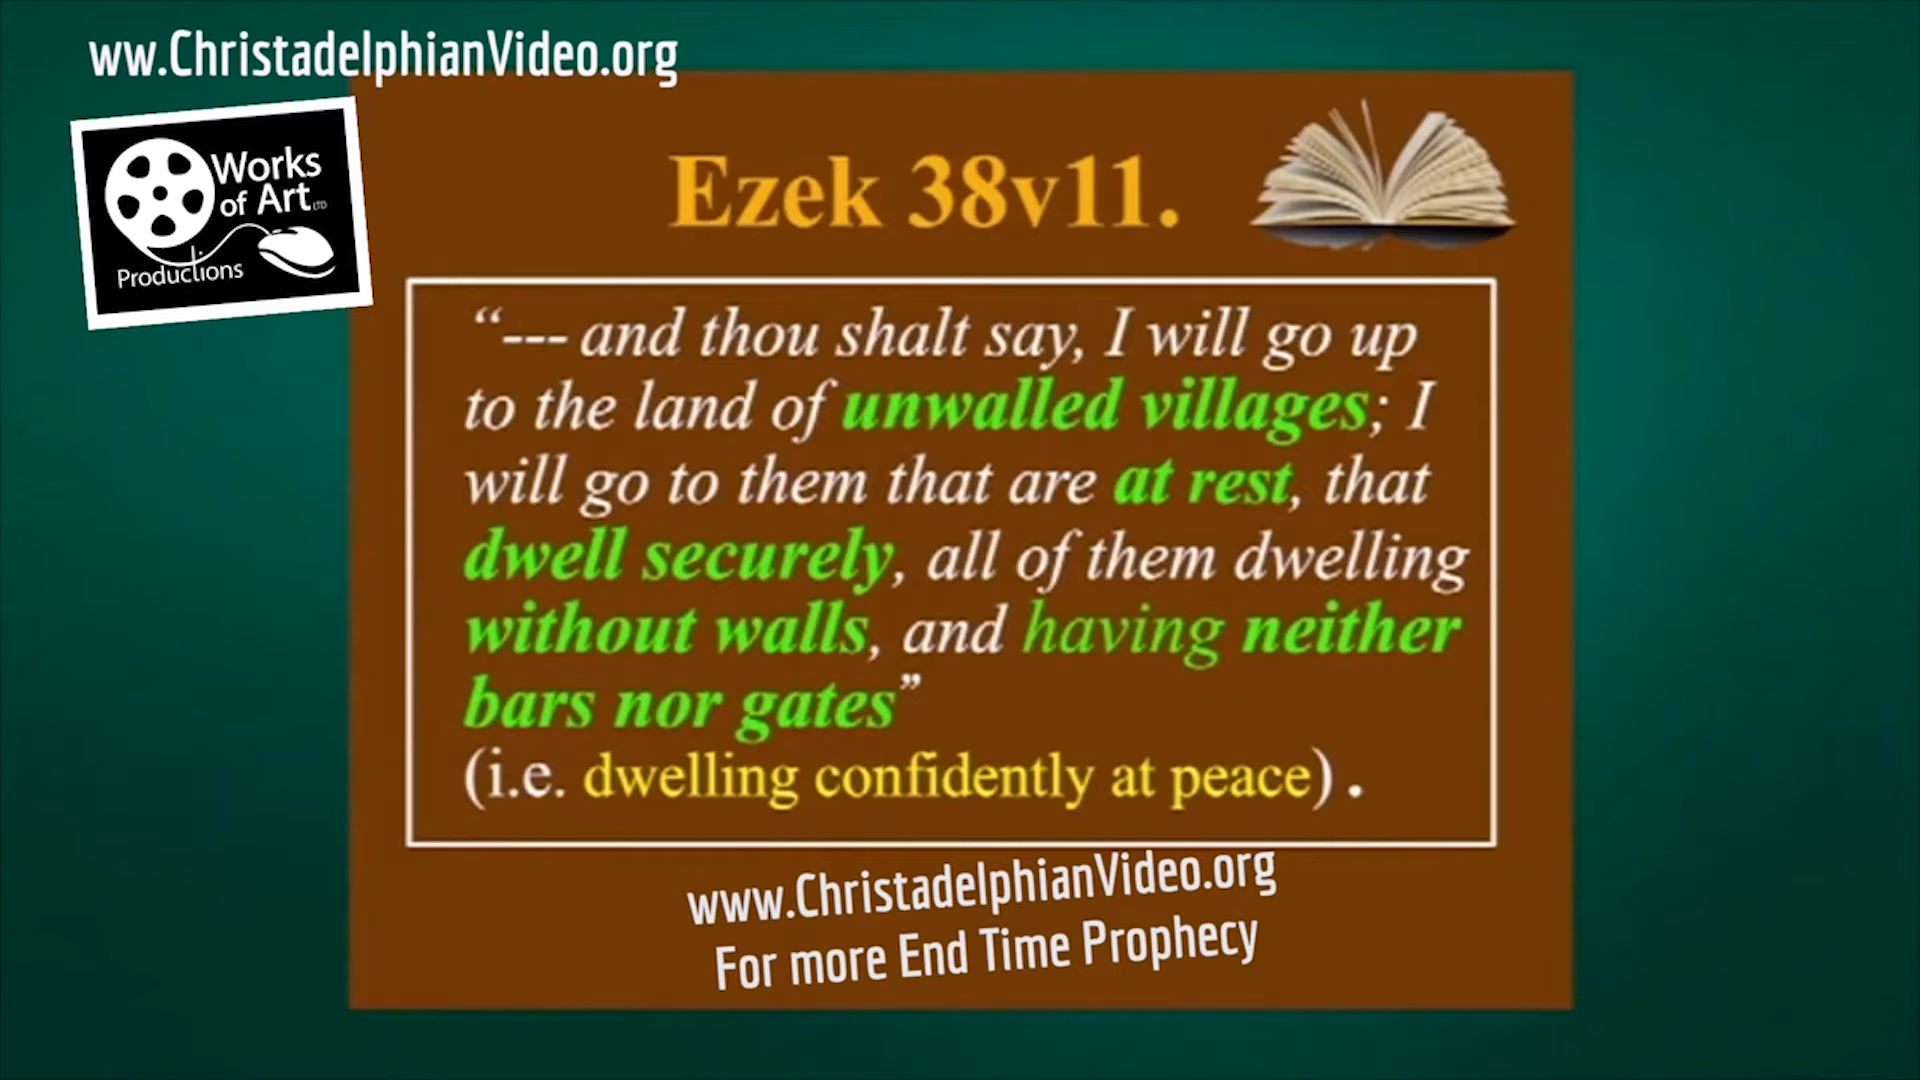 ww.ChristadelphianVideo.org
Works
of Art LTD
Productions
Ezek 38v11.
“--- and thou shalt say, I will go up
to the land of unwalled villages; I
will go to them that are at rest, that
dwell securely, all of them dwelling
without walls, and having neither
bars nor gates”
(i.e. dwelling confidently at peace) .
www.ChristadelphianVideo.org
For more End Time Prophecy